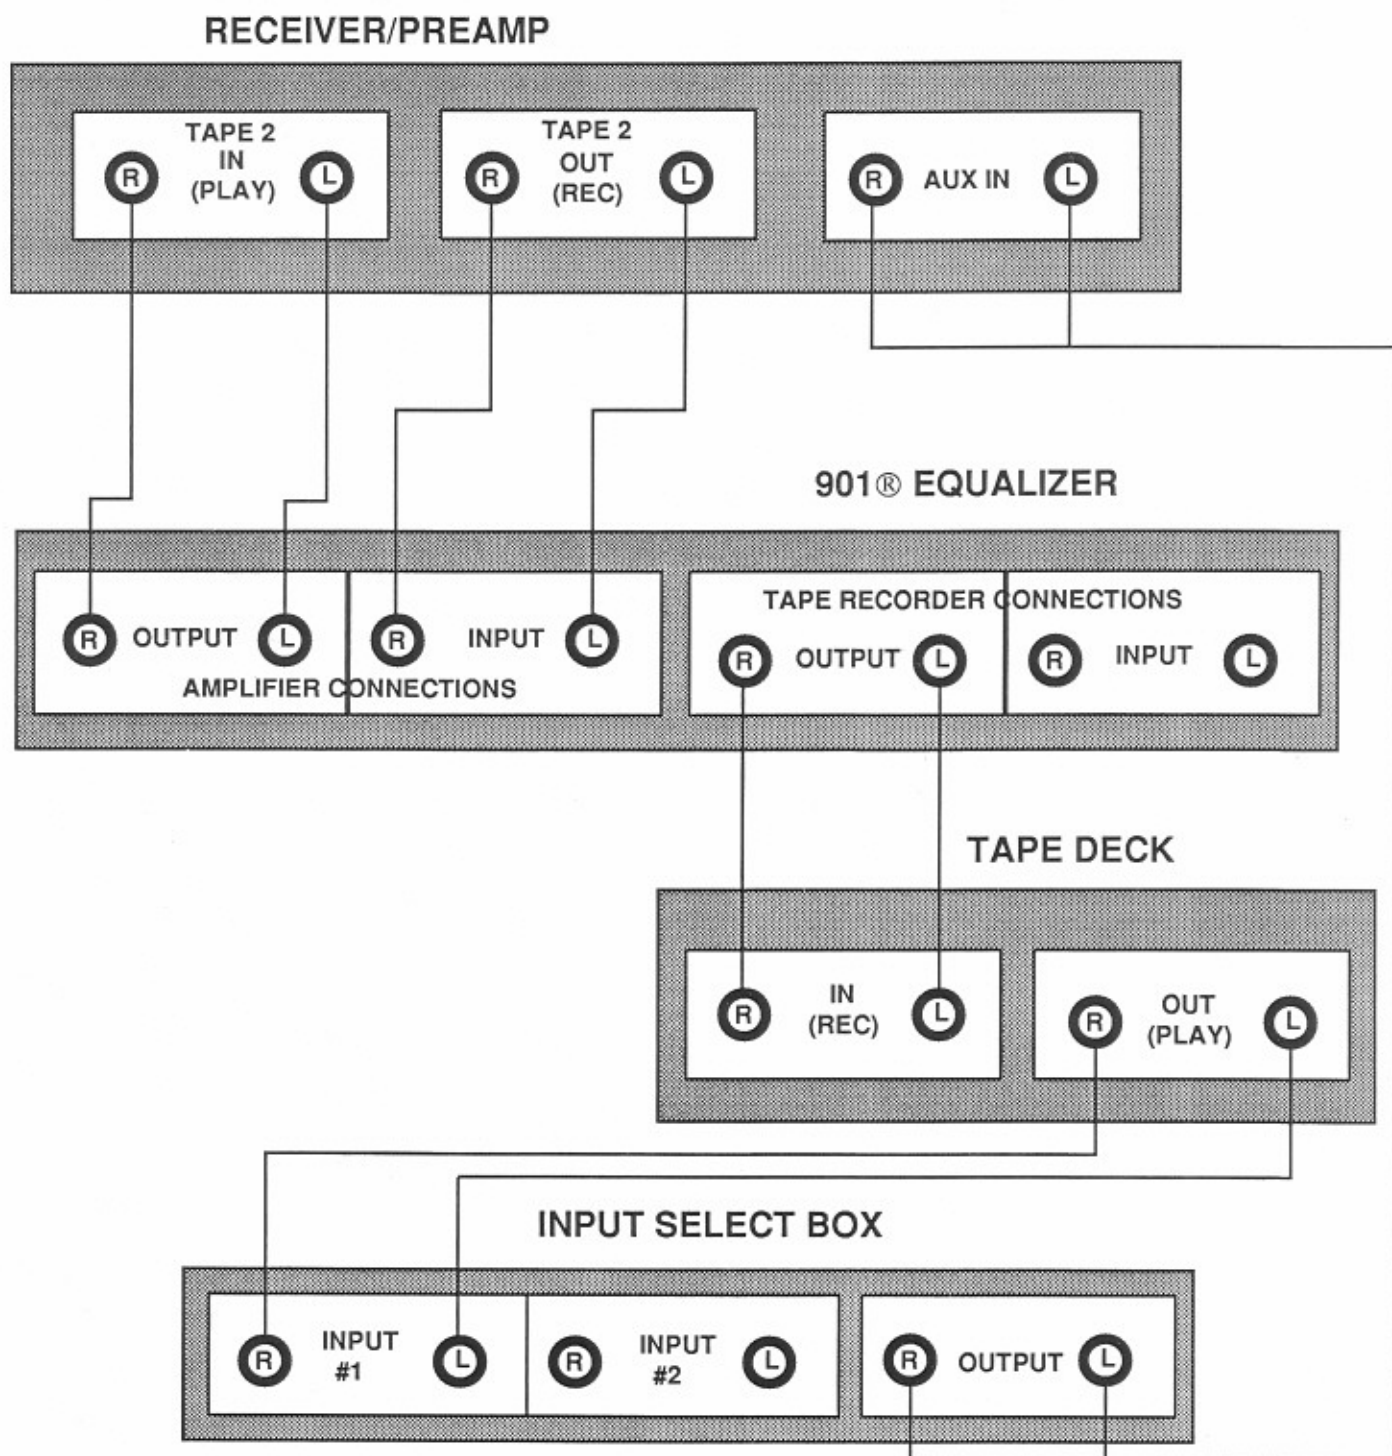 RECEIVER/PREAMP
TAPE 2
IN
(PLAY)
R
L
TAPE 2
OUT
(REC)
R
L
R
AUX IN
L
901® EQUALIZER
R
OUTPUT
L
R
INPUT
L
AMPLIFIER CONNECTIONS
TAPE RECORDER CONNECTIONS
R
OUTPUT
L
R
INPUT
L
TAPE DECK
R
IN
(REC)
L
R
OUT
(PLAY)
L
INPUT SELECT BOX
R
INPUT
#1
L
R
INPUT
#2
L
R
OUTPUT
L